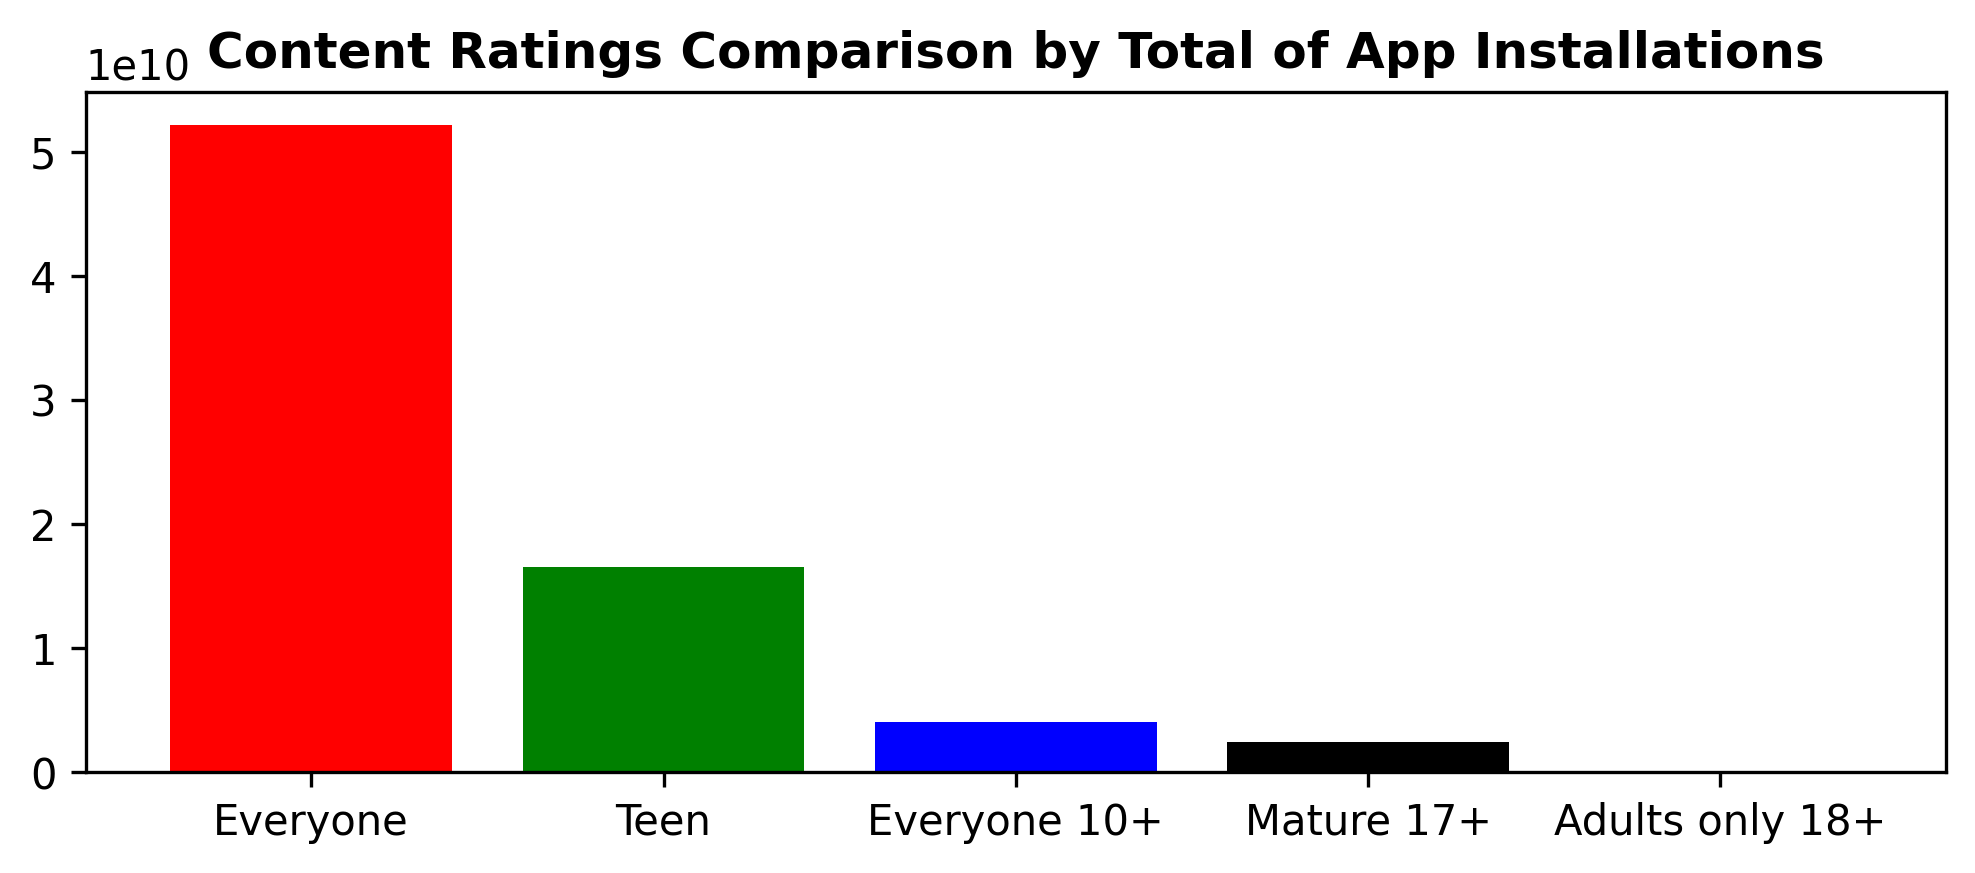 Content Ratings Comparison by Total of App Installations
1e10
5
4
3
2
1
0
Everyone
Teen
Everyone 10+
Mature 17+
Adults only 18+